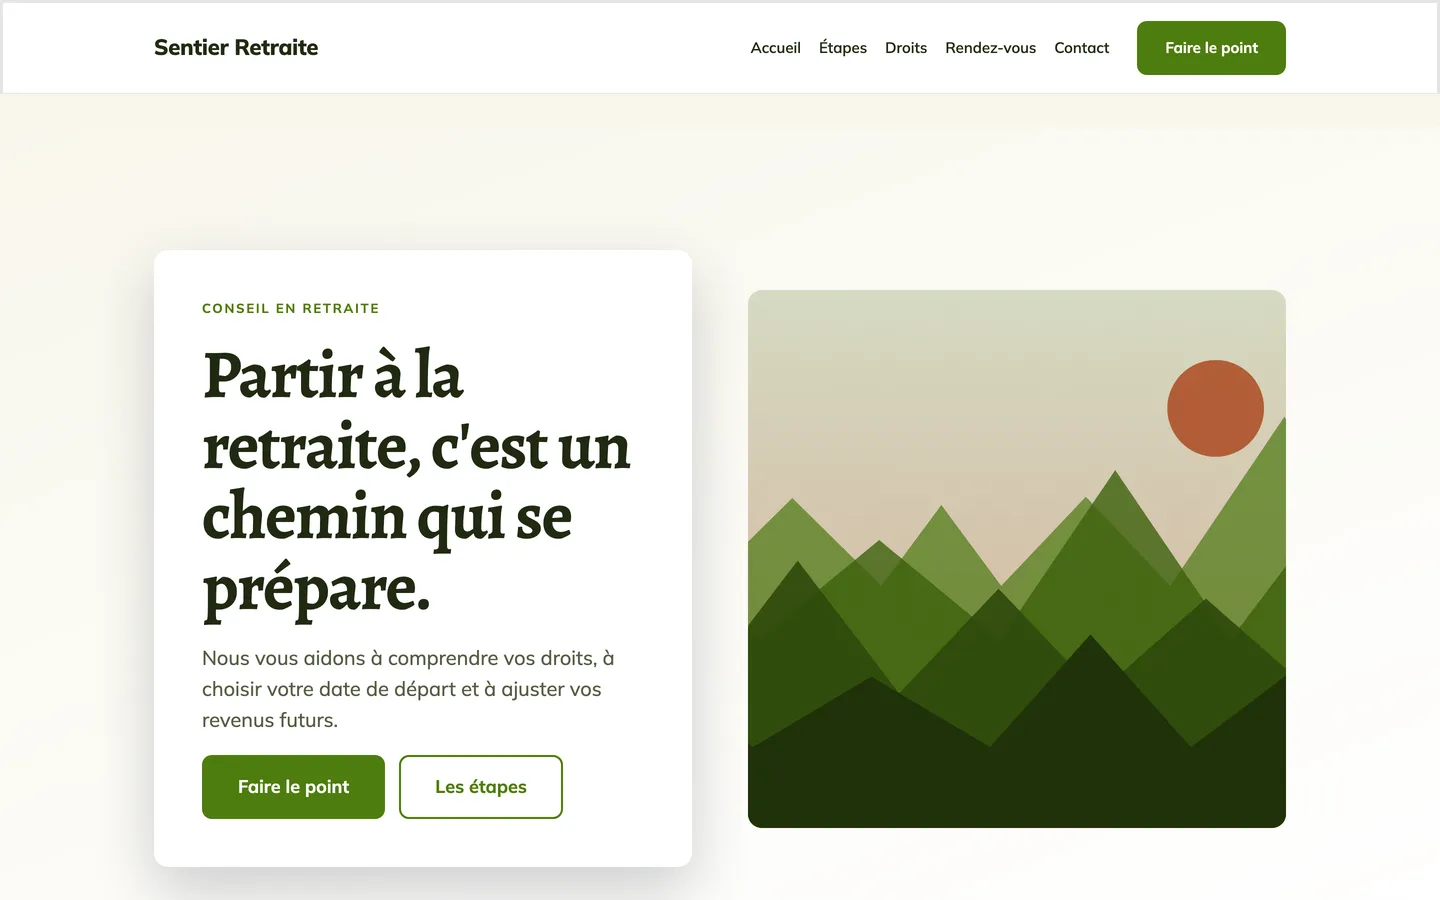 Sentier Retraite
Accueil Étapes Droits Rendez-vous Contact Faire le point
CONSEIL EN RETRAITE
Partir à la
retraite, c'est un
chemin qui se
prépare.
Nous vous aidons à comprendre vos droits, à
choisir votre date de départ et à ajuster vos
revenus futurs.
Faire le point Les étapes